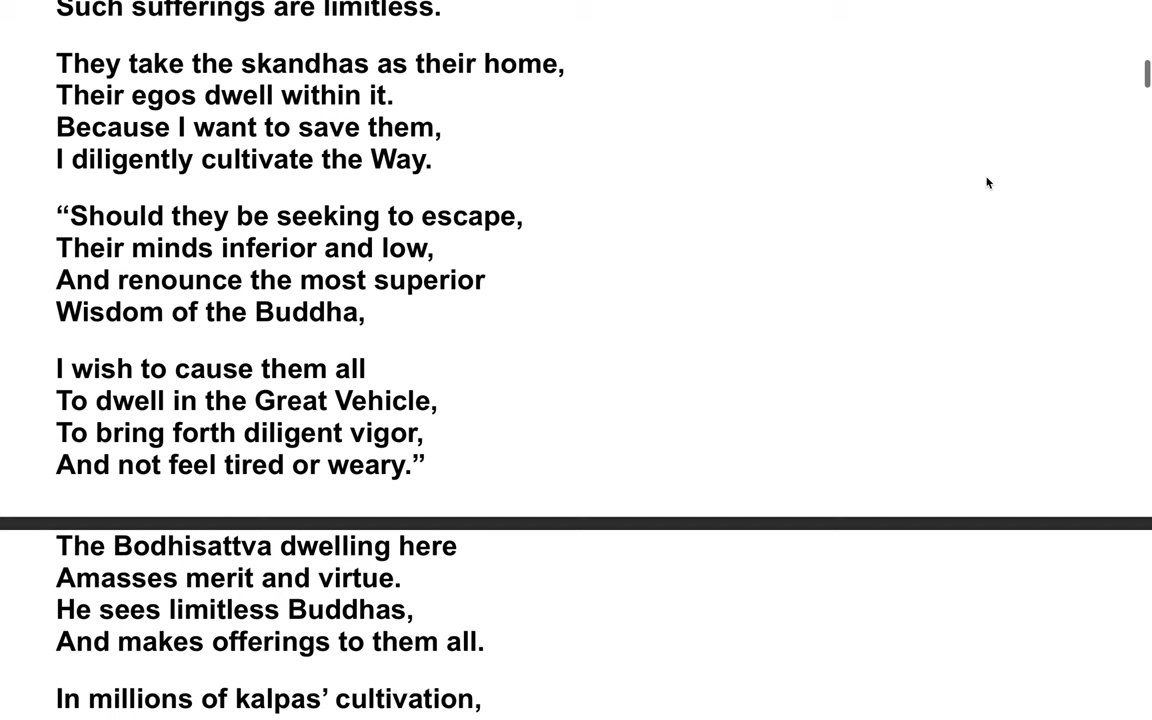 Such sufferings are limitless.
They take the skandhas as their home,
Their egos dwell within it.
Because I want to save them,
I diligently cultivate the Way.
“Should they be seeking to escape,
Their minds inferior and low,
And renounce the most superior
Wisdom of the Buddha,
I wish to cause them all
To dwell in the Great Vehicle,
To bring forth diligent vigor,
And not feel tired or weary.”
The Bodhisattva dwelling here
Amasses merit and virtue.
He sees limitless Buddhas,
And makes offerings to them all.
In millions of kalpas’ cultivation,